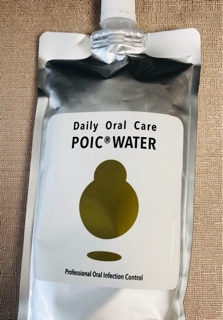 Daily Oral Care
POIC® WATER
Professional Oral Infection Control